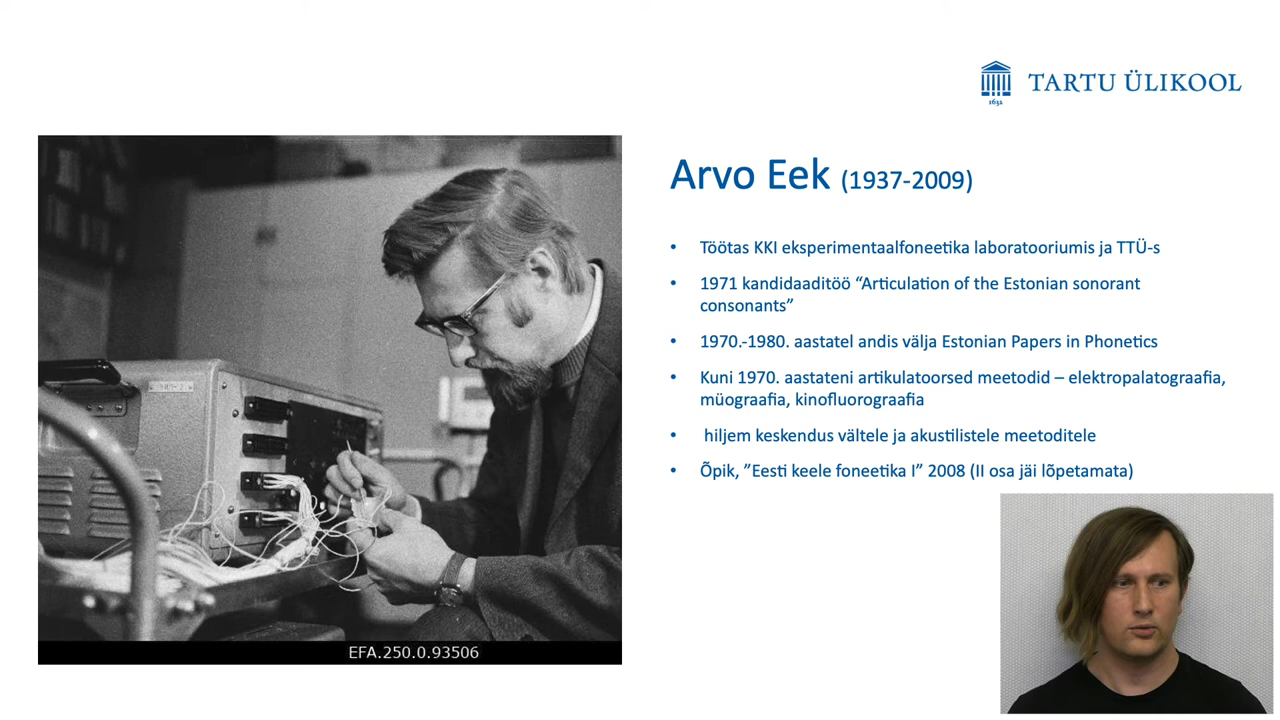 TARTU ÜLIKOOL
1632
Arvo Eek (1937-2009)
• Töötas KKI eksperimentaalfoneetika laboratooriumis ja TTÜ-s
• 1971 kandidaaditöö “Articulation of the Estonian sonorant
consonants”
• 1970.-1980. aastatel andis välja Estonian Papers in Phonetics
• Kuni 1970. aastateni artikulatoorsed meetodid – elektropalatograafia,
müograafia, kinofluorograafia
• hiljem keskendus vältele ja akustilistele meetoditele
• Õpik, ”Eesti keele foneetika I” 2008 (II osa jäi lõpetamata)
EFA.250.0.93506